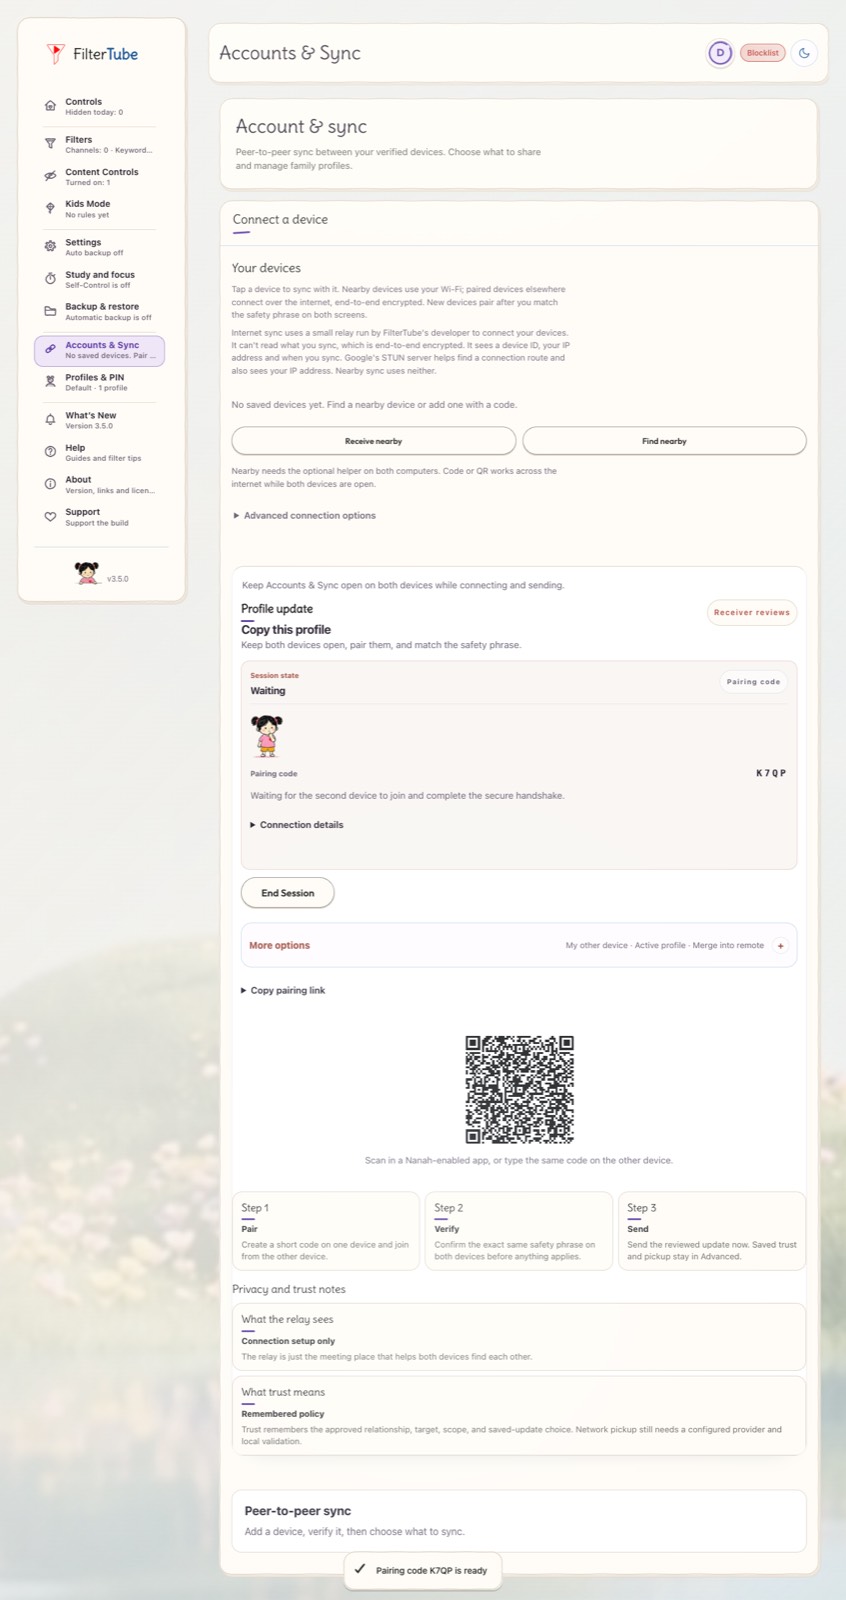 FilterTube
Controls
Hidden today: 0
Filters
Channels: 0 · Keyword...
Content Controls
Turned on: 1
Kids Mode
No rules yet
Settings
Auto backup off
Study and focus
Self-Control is off
Backup & restore
Automatic backup is off
Accounts & Sync
No saved devices. Pair ...
Profiles & PIN
Default · 1 profile
What's New
Version 3.5.0
Help
Guides and filter tips
About
Version, links and licen...
Support
Support the build
v3.5.0
Accounts & Sync
D
Blocklist
Account & sync
Peer-to-peer sync between your verified devices. Choose what to share
and manage family profiles.
Connect a device
Your devices
Tap a device to sync with it. Nearby devices use your Wi-Fi; paired devices elsewhere
connect over the internet, end-to-end encrypted. New devices pair after you match
the safety phrase on both screens.
Internet sync uses a small relay run by FilterTube's developer to connect your devices.
It can't read what you sync, which is end-to-end encrypted. It sees a device ID, your IP
address and when you sync. Google's STUN server helps find a connection route and
also sees your IP address. Nearby sync uses neither.
No saved devices yet. Find a nearby device or add one with a code.
Receive nearby
Find nearby
Nearby needs the optional helper on both computers. Code or QR works across the
internet while both devices are open.
Advanced connection options
Keep Accounts & Sync open on both devices while connecting and sending.
Profile update
Receiver reviews
Copy this profile
Keep both devices open, pair them, and match the safety phrase.
Session state
Waiting
Pairing code
Pairing code
K7QP
Waiting for the second device to join and complete the secure handshake.
Connection details
End Session
More options
My other device · Active profile · Merge into remote
+
Copy pairing link
Scan in a Nanah-enabled app, or type the same code on the other device.
Step 1
Pair
Create a short code on one device and join
from the other device.
Step 2
Verify
Confirm the exact same safety phrase on
both devices before anything applies.
Step 3
Send
Send the reviewed update now. Saved trust
and pickup stay in Advanced.
Privacy and trust notes
What the relay sees
Connection setup only
The relay is just the meeting place that helps both devices find each other.
What trust means
Remembered policy
Trust remembers the approved relationship, target, scope, and saved-update choice. Network pickup still needs a configured provider and
local validation.
Peer-to-peer sync
Add a device, verify it, then choose what to sync.
Pairing code K7QP is ready